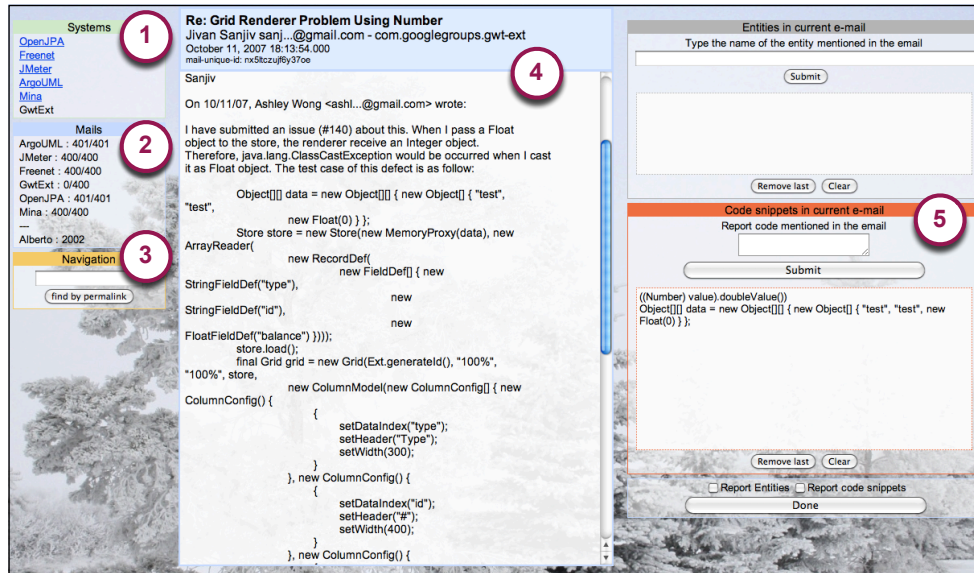 Systems
1
OpenJPA
Freenet
JMeter
ArgoUML
Mina
GwtExt
Mails
2
ArgoUML : 401/401
JMeter : 400/400
Freenet : 400/400
GwtExt : 0/400
OpenJPA : 401/401
Mina : 400/400
---
Alberto : 2002
3
Navigation
find by permalink
Re: Grid Renderer Problem Using Number
Jivan Sanjiv sanj...@gmail.com - com.googlegroups.gwt-ext
October 11, 2007 18:13:54.000
mail-unique-id: nx5ltczujf6y37oe
4
Sanjiv
On 10/11/07, Ashley Wong <ashl...@gmail.com> wrote:
I have submitted an issue (#140) about this. When I pass a Float
object to the store, the renderer receive an Integer object.
Therefore, java.lang.ClassCastException would be occurred when I cast
it as Float object. The test case of this defect is as follow:
Object[][] data = new Object[][] { new Object[] { "test",
"test",
new Float(0) } };
Store store = new Store(new MemoryProxy(data), new
ArrayReader(
new RecordDef(
new FieldDef[] { new
StringFieldDef("type"),
new
StringFieldDef("id"),
new
FloatFieldDef("balance") })));
store.load();
final Grid grid = new Grid(Ext.generateId(), "100%",
"100%", store,
new ColumnModel(new ColumnConfig[] { new
ColumnConfig() {
{
setDataIndex("type");
setHeader("Type");
setWidth(300);
}
}, new ColumnConfig() {
{
setDataIndex("id");
setHeader("#");
setWidth(400);
}
}, new ColumnConfig() {
Entities in current e-mail
Type the name of the entity mentioned in the email
Submit
Remove last Clear
Code snippets in current e-mail
5
Report code mentioned in the email
Submit
((Number) value).doubleValue())
Object[][] data = new Object[][] { new Object[] { "test", "test", new
Float(0) } };
Remove last Clear
Report Entities Report code snippets
Done